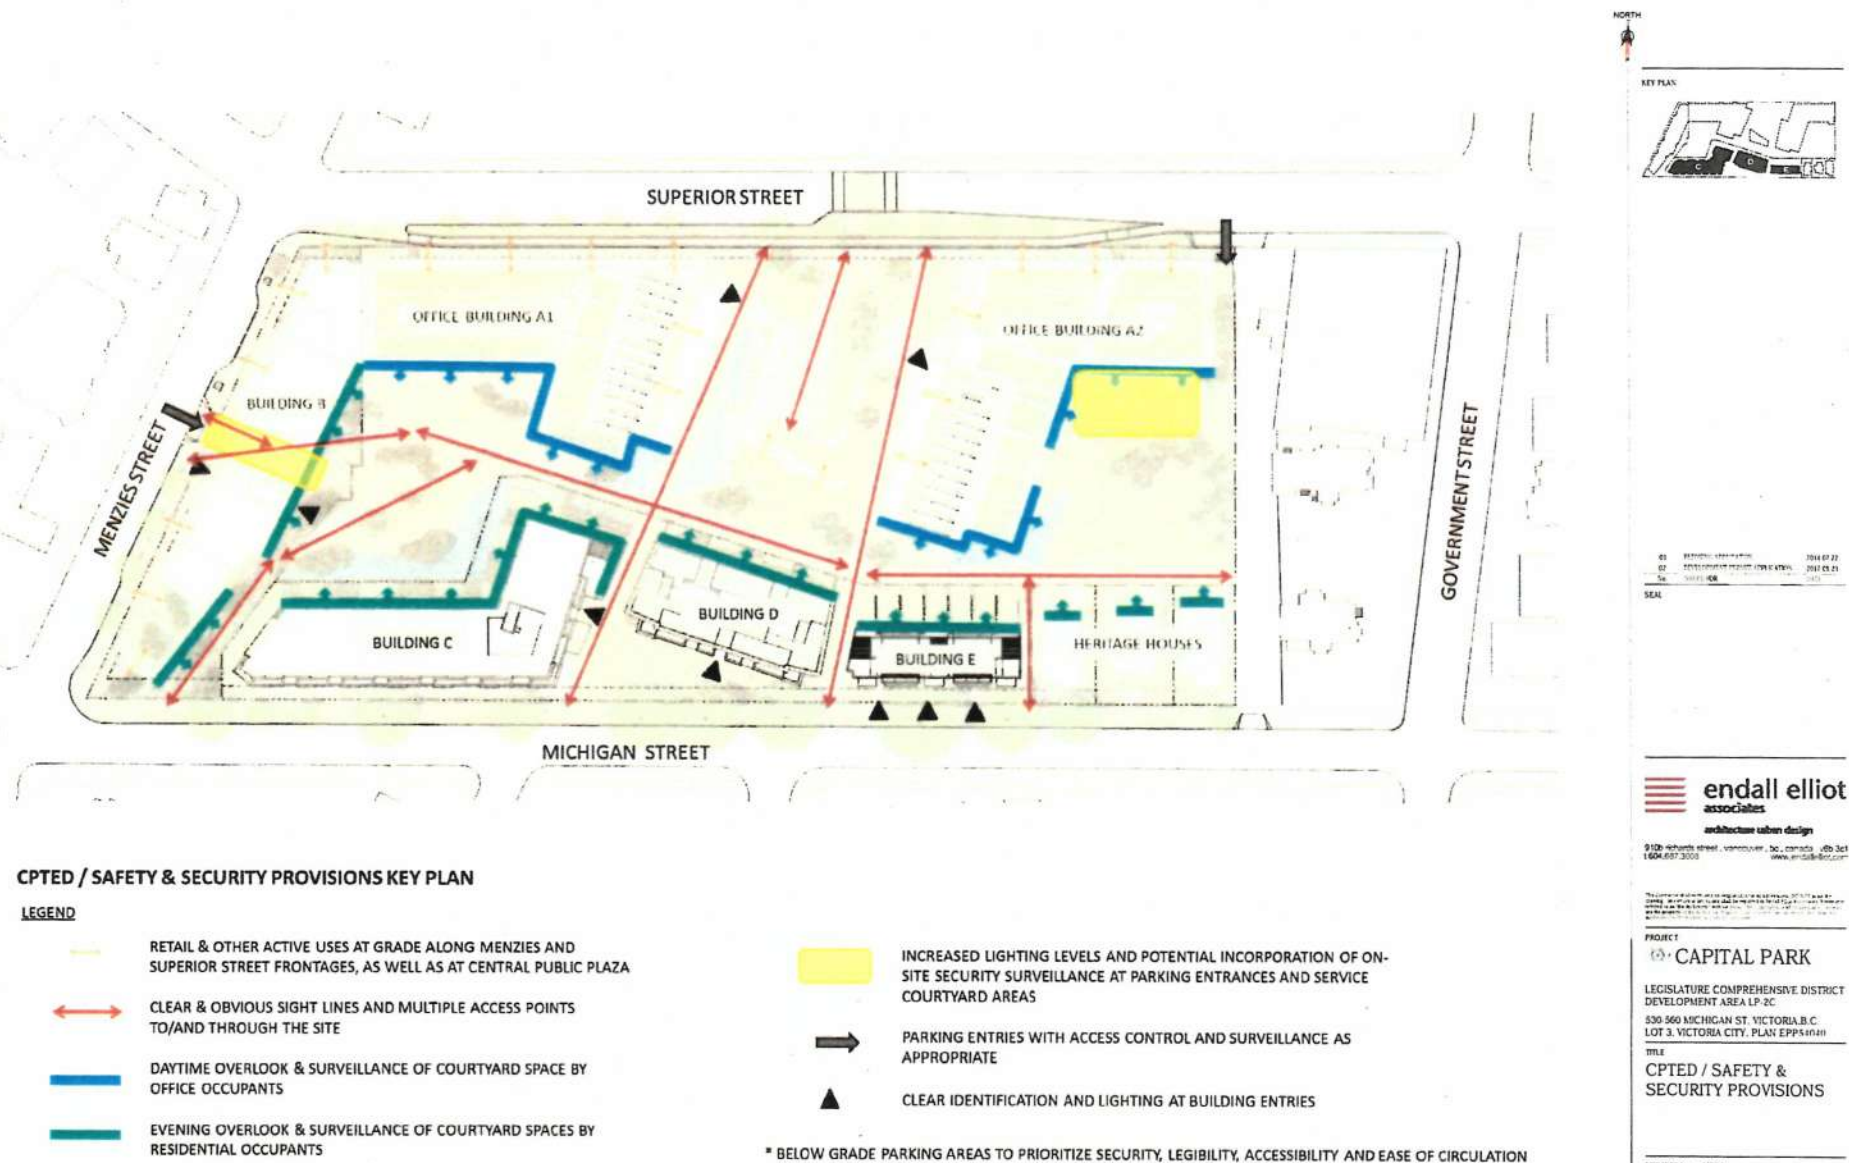 NORTH
KEY PLAN
C
D
E
SUPERIOR STREET
OFFICE BUILDING A1
OFFICE BUILDING A2
BUILDING B
MENZIES STREET
GOVERNMENT STREET
BUILDING C
BUILDING D
BUILDING E
HERITAGE HOUSES
MICHIGAN STREET
SEAL
endall elliot
associates
architecture urban design
CPTED / SAFETY & SECURITY PROVISIONS KEY PLAN
LEGEND
RETAIL & OTHER ACTIVE USES AT GRADE ALONG MENZIES AND
SUPERIOR STREET FRONTAGES, AS WELL AS AT CENTRAL PUBLIC PLAZA
CLEAR & OBVIOUS SIGHT LINES AND MULTIPLE ACCESS POINTS
TO/AND THROUGH THE SITE
DAYTIME OVERLOOK & SURVEILLANCE OF COURTYARD SPACE BY
OFFICE OCCUPANTS
EVENING OVERLOOK & SURVEILLANCE OF COURTYARD SPACES BY
RESIDENTIAL OCCUPANTS
INCREASED LIGHTING LEVELS AND POTENTIAL INCORPORATION OF ON-
SITE SECURITY SURVEILLANCE AT PARKING ENTRANCES AND SERVICE
COURTYARD AREAS
PARKING ENTRIES WITH ACCESS CONTROL AND SURVEILLANCE AS
APPROPRIATE
CLEAR IDENTIFICATION AND LIGHTING AT BUILDING ENTRIES
* BELOW GRADE PARKING AREAS TO PRIORITIZE SECURITY, LEGIBILITY, ACCESSIBILITY AND EASE OF CIRCULATION
PROJECT
CAPITAL PARK
LEGISLATURE COMPREHENSIVE DISTRICT
DEVELOPMENT AREA LP-2C
530-560 MICHIGAN ST. VICTORIA.B.C.
LOT 3, VICTORIA CITY, PLAN
TITLE
CPTED / SAFETY &
SECURITY PROVISIONS